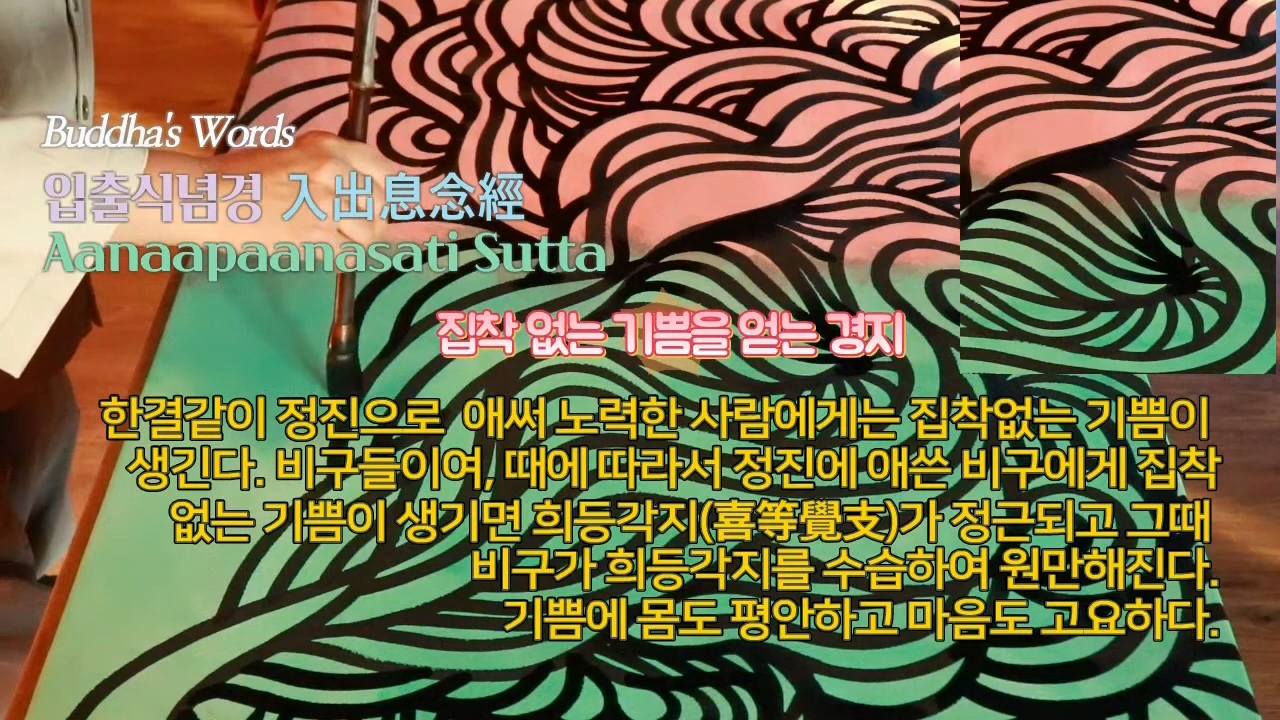 Buddha's Words
입출식념경 入出息念經
Aanaapaanasati Sutta
집착 없는 기쁨을 얻는 경지
한결같이 정진으로 애써 노력한 사람에게는 집착없는 기쁨이
생긴다. 비구들이여, 때에 따라서 정진에 애쓴 비구에게 집착
없는 기쁨이 생기면 희등각지(喜等覺支)가 정근되고 그때
비구가 희등각지를 수습하여 원만해진다.
기쁨에 몸도 평안하고 마음도 고요하다.